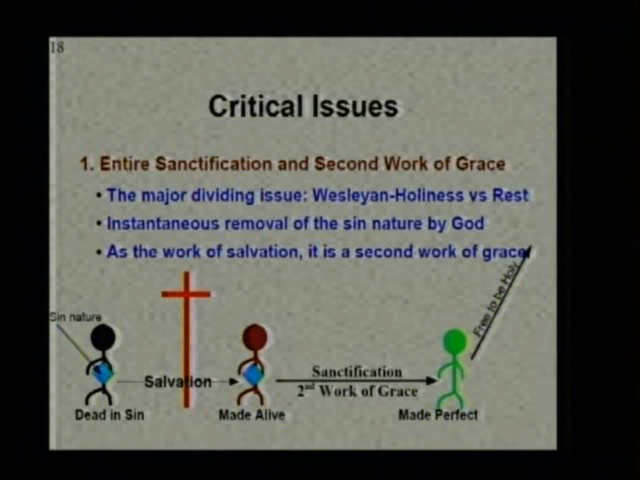 18
Critical Issues
1. Entire Sanctification and Second Work of Grace
• The major dividing issue: Wesleyan-Holiness vs Rest
• Instantaneous removal of the sin nature by God
• As the work of salvation, it is a second work of grace
Free to be Holy
Sin nature
Salvation
Sanctification
2nd Work of Grace
Dead in Sin
Made Alive
Made Perfect